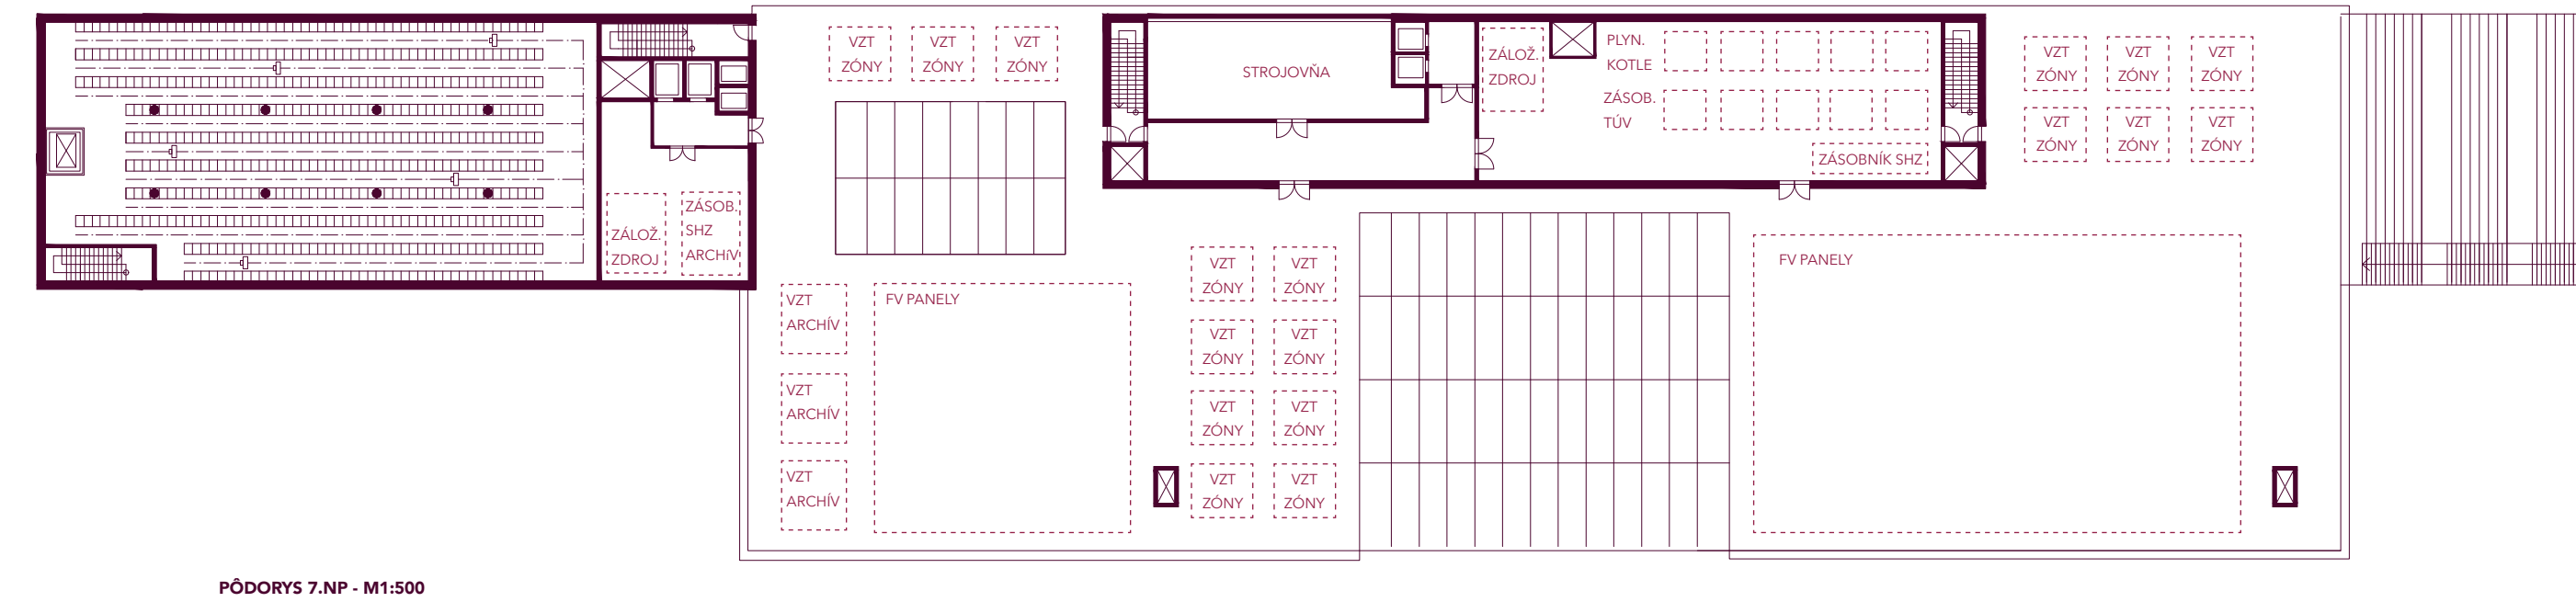 VZT
ZÓNY
VZT
ZÓNY
VZT
ZÓNY
STROJOVŇA
ZÁLOŽ.
ZDROJ
PLYN.
KOTLE
ZÁSOB.
TÚV
ZÁSOBNÍK SHZ
VZT
ZÓNY
VZT
ZÓNY
VZT
ZÓNY
VZT
ZÓNY
VZT
ZÓNY
VZT
ZÓNY
ZÁLOŽ.
ZDROJ
ZÁSOB.
SHZ
ARCHíV
VZT
ARCHÍV
VZT
ARCHÍV
VZT
ARCHÍV
FV PANELY
VZT
ZÓNY
VZT
ZÓNY
VZT
ZÓNY
VZT
ZÓNY
VZT
ZÓNY
VZT
ZÓNY
VZT
ZÓNY
VZT
ZÓNY
FV PANELY
PÔDORYS 7.NP - M1:500